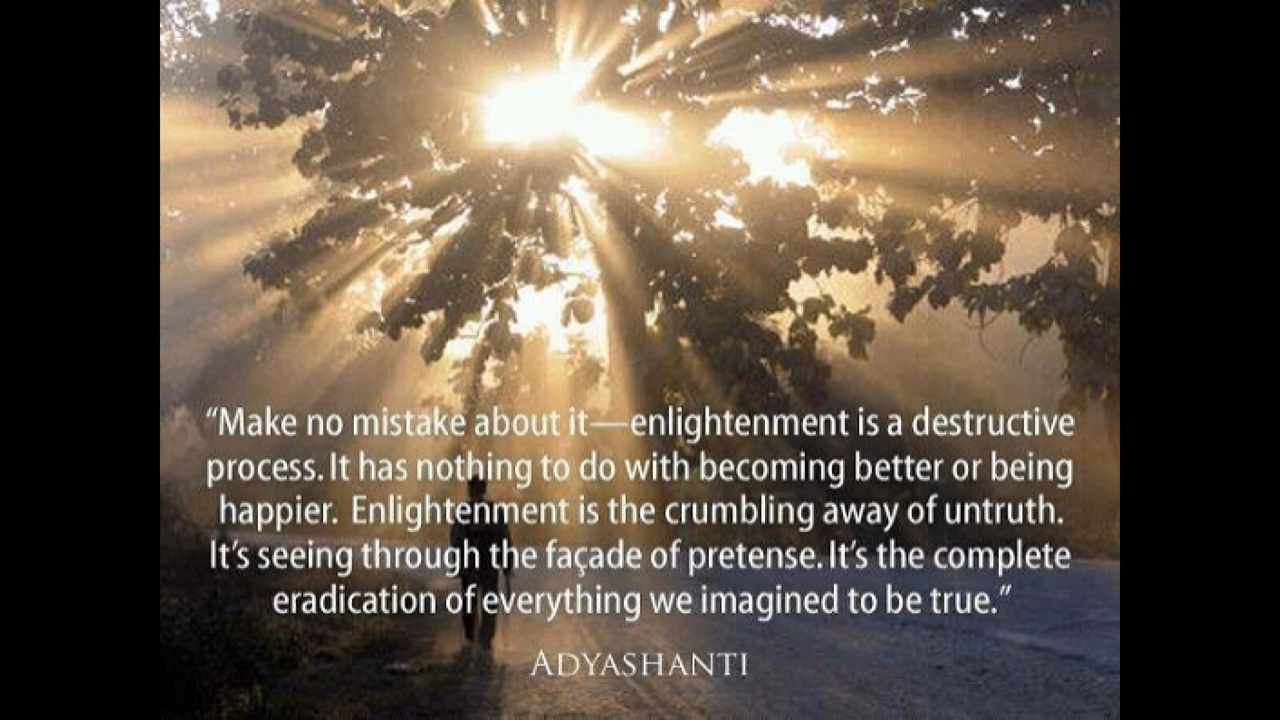 “Make no mistake about it—enlightenment is a destructive
process. It has nothing to do with becoming better or being
happier. Enlightenment is the crumbling away of untruth.
It’s seeing through the façade of pretense. It’s the complete
eradication of everything we imagined to be true.”
ADYASHANTI